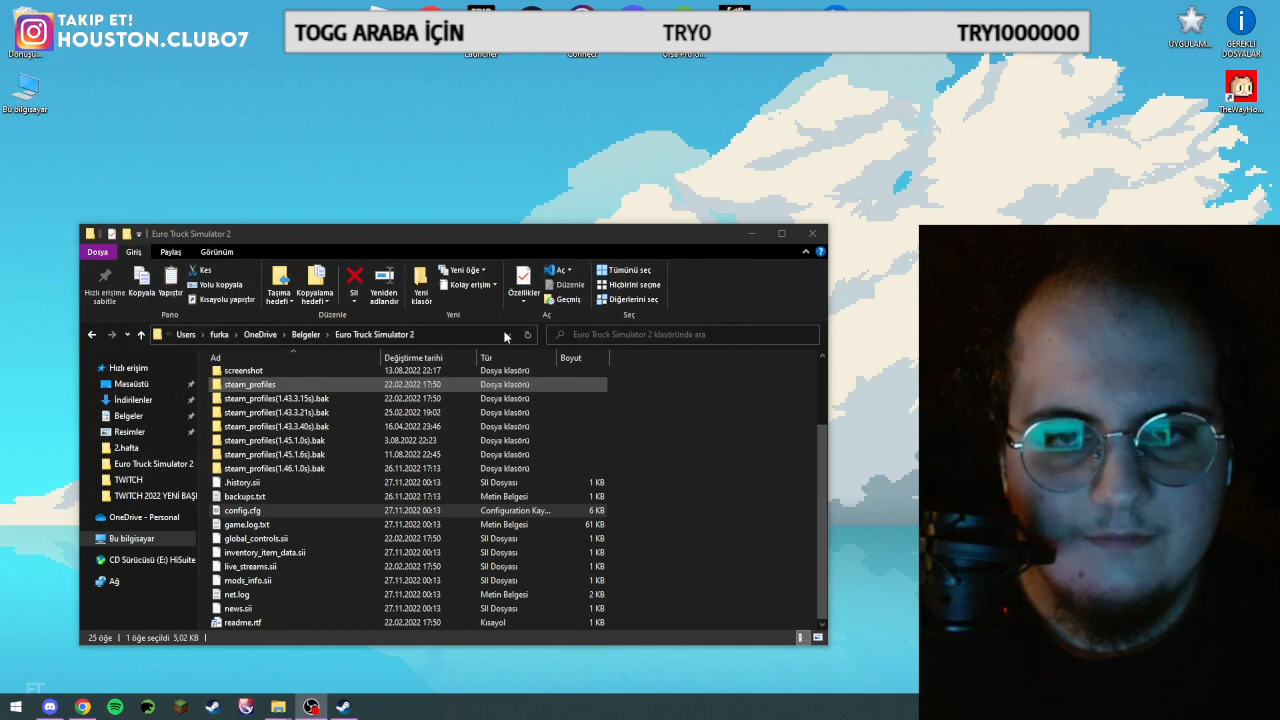 TAKIP ET!
HOUSTON.CLUB07
TOGG ARABA İÇİN
TRY0
TRY1000000
Launcher
Connect
UYGULAM...
GEREKLİ
DOSYALAR
Bu bilgisayar
TheWayHo...
Euro Truck Simulator 2
Dosya
Giriş
Paylaş
Görünüm
Hızlı erişime
sabitle
Kopyala
Yapıştır
Kes
Yolu kopyala
Kısayolu yapıştır
Taşıma
hedefi
Kopyalama
hedefi
Sil
Yeniden
adlandır
Yeni
klasör
Yeni öğe
Kolay erişim
Özellikler
Aç
Düzenle
Geçmiş
Tümünü seç
Hiçbirini seçme
Diğerlerini seç
Pano
Düzenle
Yeni
Aç
Seç
Users
furka
OneDrive
Belgeler
Euro Truck Simulator 2
Euro Truck Simulator 2 klasöründe ara
Hızlı erişim
Masaüstü
İndirilenler
Belgeler
Resimler
2.hafta
Euro Truck Simulator 2
TWITCH
TWITCH 2022 YENİ BAŞI
OneDrive - Personal
Bu bilgisayar
CD Sürücüsü (E:) HiSuite
Ağ
Ad Değiştirme tarihi Tür Boyut
screenshot 13.08.2022 22:17 Dosya klasörü
steam_profiles 22.02.2022 17:50 Dosya klasörü
steam_profiles(1.43.3.15s).bak 22.02.2022 17:50 Dosya klasörü
steam_profiles(1.43.3.21s).bak 25.02.2022 19:02 Dosya klasörü
steam_profiles(1.43.3.40s).bak 16.04.2022 23:46 Dosya klasörü
steam_profiles(1.45.1.0s).bak 3.08.2022 22:23 Dosya klasörü
steam_profiles(1.45.1.6s).bak 11.08.2022 22:45 Dosya klasörü
steam_profiles(1.46.1.0s).bak 26.11.2022 17:13 Dosya klasörü
.history.sii 27.11.2022 00:13 SII Dosyası 1 KB
backups.txt 26.11.2022 17:13 Metin Belgesi 1 KB
config.cfg 27.11.2022 00:13 Configuration Kay... 6 KB
game.log.txt 27.11.2022 00:13 Metin Belgesi 61 KB
global_controls.sii 22.02.2022 17:50 SII Dosyası 1 KB
inventory_item_data.sii 27.11.2022 00:13 SII Dosyası 1 KB
live_streams.sii 22.02.2022 17:50 SII Dosyası 1 KB
mods_info.sii 27.11.2022 00:13 SII Dosyası 1 KB
net.log 27.11.2022 00:13 Metin Belgesi 2 KB
news.sii 27.11.2022 00:13 SII Dosyası 1 KB
readme.rtf 22.02.2022 17:50 Kısayol 1 KB
25 öğe 1 öğe seçildi 5,02 KB